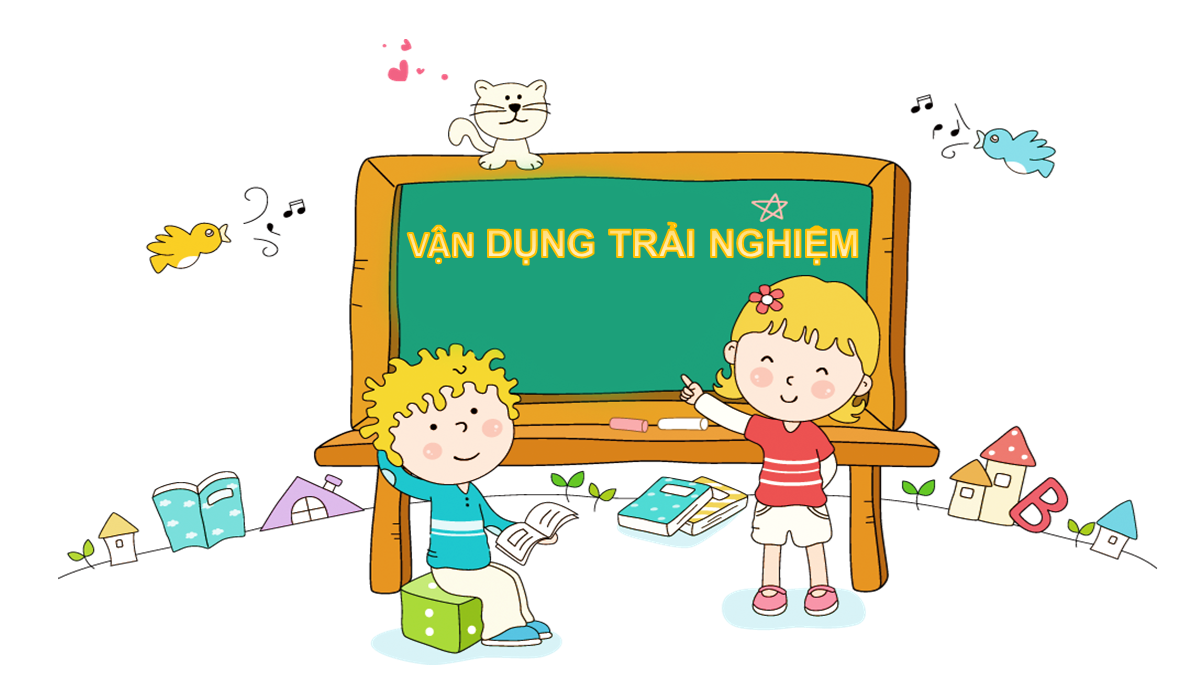 VẬN DỤNG TRẢI NGHIỆM
B